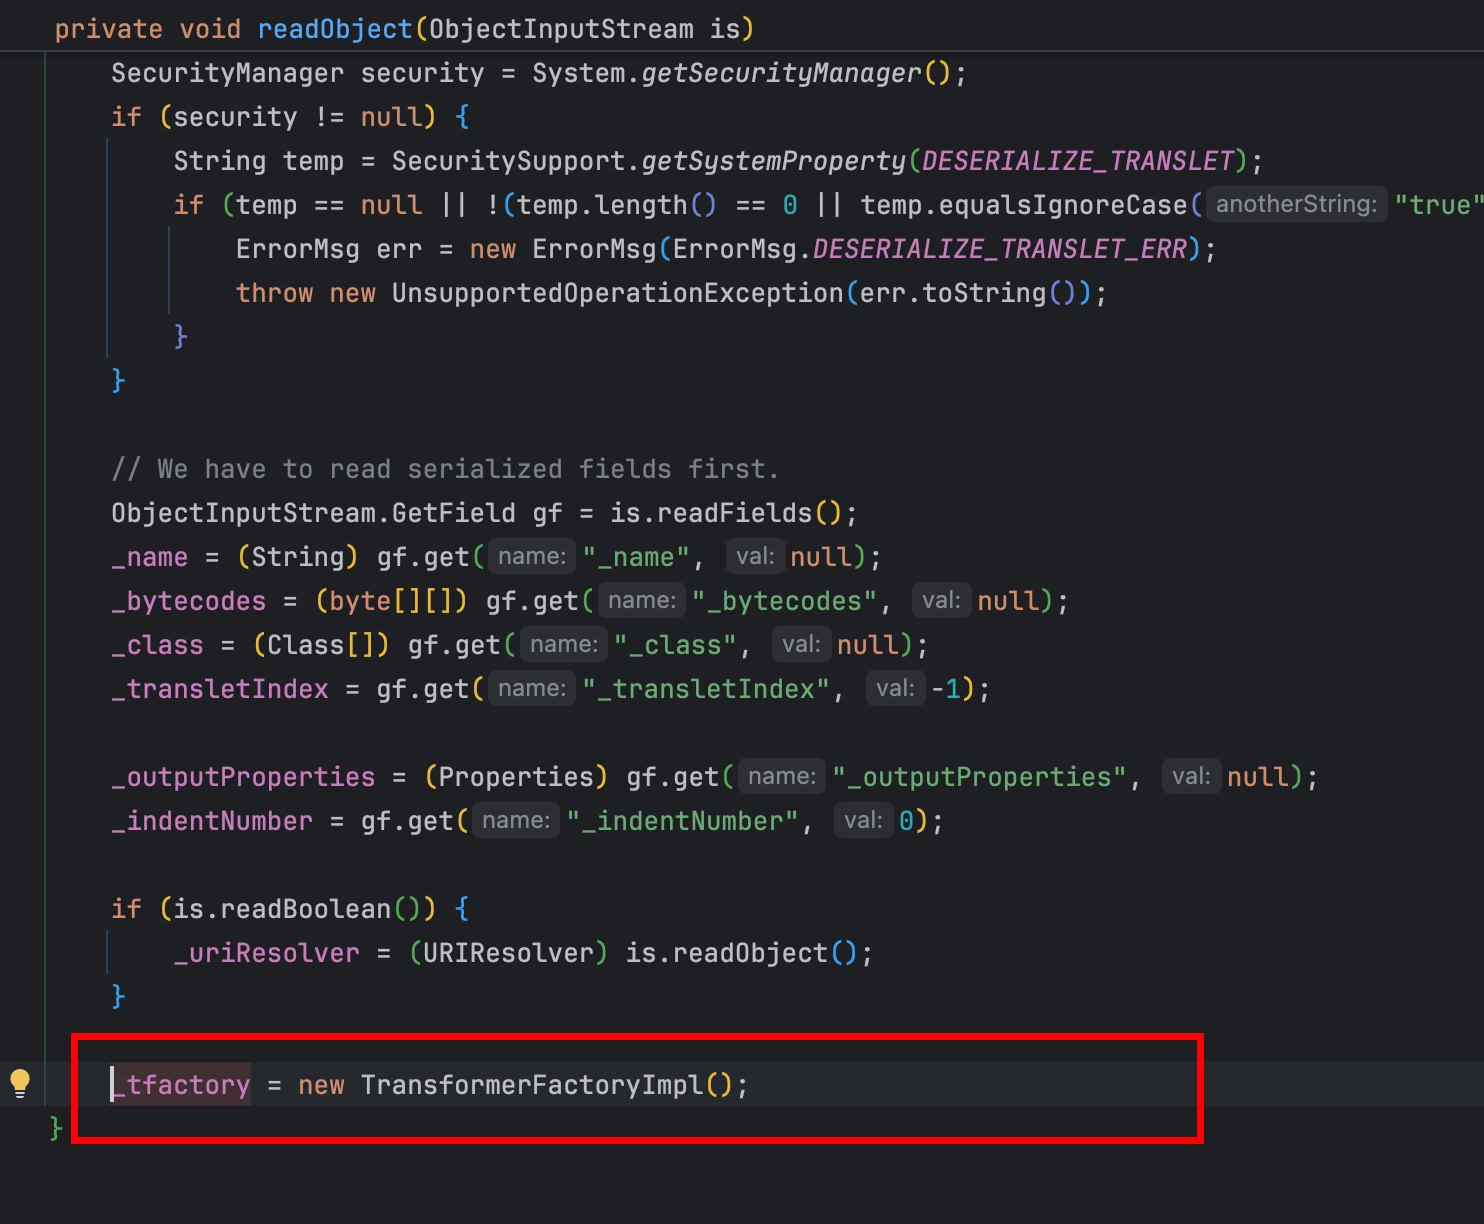 private void readObject(ObjectInputStream is)
SecurityManager security = System.getSecurityManager();
if (security != null) {
String temp = SecuritySupport.getSystemProperty(DESERIALIZE_TRANSLET);
if (temp == null || !(temp.length() == 0 || temp.equalsIgnoreCase( anotherString: "true"
ErrorMsg err = new ErrorMsg(ErrorMsg.DESERIALIZE_TRANSLET_ERR);
throw new UnsupportedOperationException(err.toString());
}
}
// We have to read serialized fields first.
ObjectInputStream.GetField gf = is.readFields();
_name = (String) gf.get( name: "_name", val: null);
_bytecodes = (byte[][]) gf.get( name: "_bytecodes", val: null);
_class = (Class[]) gf.get( name: "_class", val: null);
_transletIndex = gf.get( name: "_transletIndex", val: -1);
_outputProperties = (Properties) gf.get( name: "_outputProperties", val: null);
_indentNumber = gf.get( name: "_indentNumber", val: 0);
if (is.readBoolean()) {
_uriResolver = (URIResolver) is.readObject();
}
_tfactory = new TransformerFactoryImpl();
}